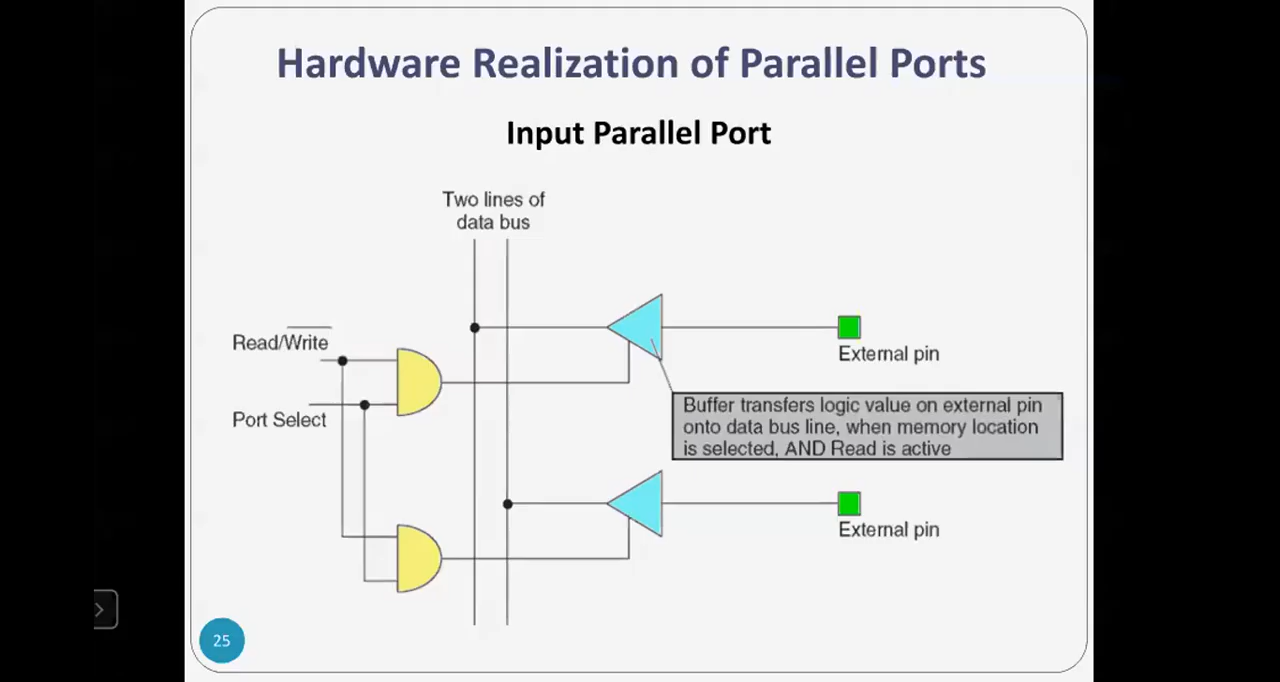 Hardware Realization of Parallel Ports
Input Parallel Port
Two lines of
data bus
Read/Write
Port Select
External pin
Buffer transfers logic value on external pin
onto data bus line, when memory location
is selected, AND Read is active
External pin
25